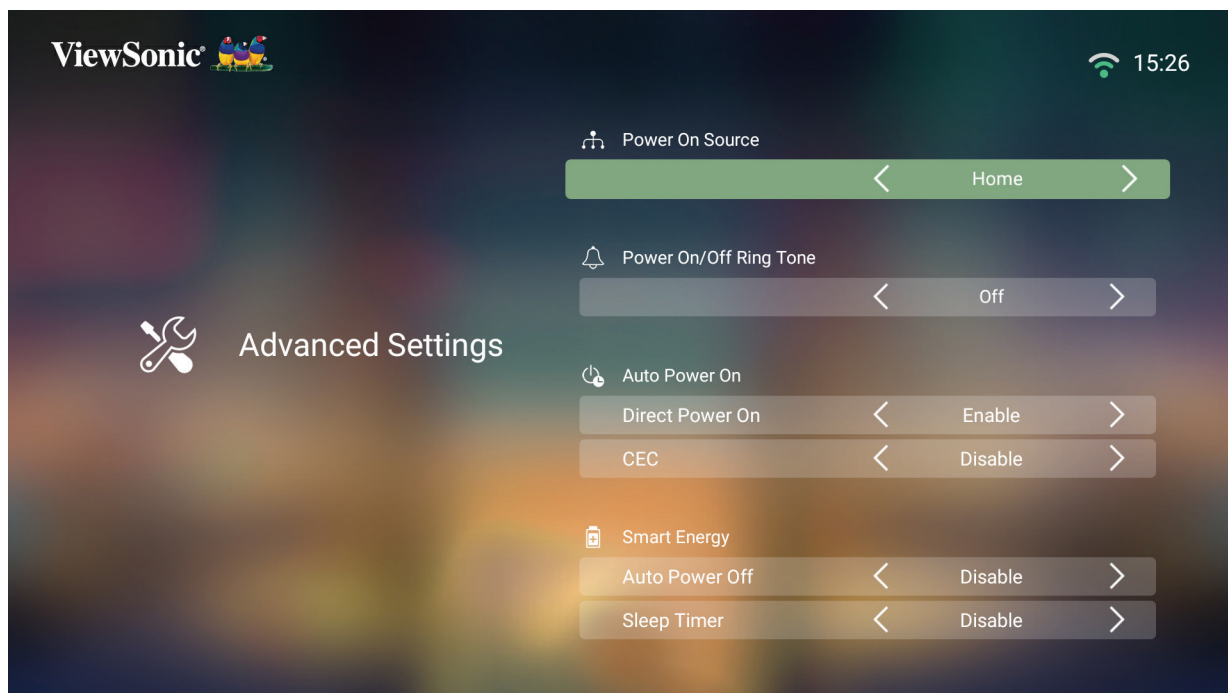 ViewSonic®
15:26
Power On Source
Home
Power On/Off Ring Tone
Off
Advanced Settings
Auto Power On
Direct Power On Enable
CEC Disable
Smart Energy
Auto Power Off Disable
Sleep Timer Disable